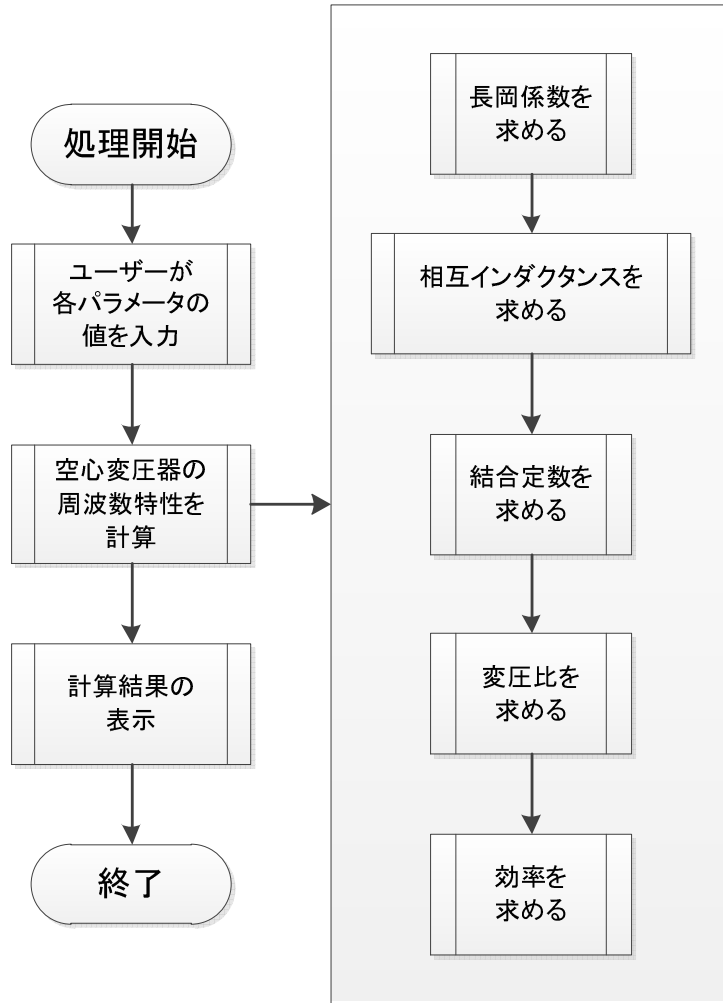 処理開始
ユーザーが
各パラメータの
値を入力
空心変圧器の
周波数特性を
計算
計算結果の
表示
終了
長岡係数を
求める
相互インダクタンスを
求める
結合定数を
求める
変圧比を
求める
効率を
求める